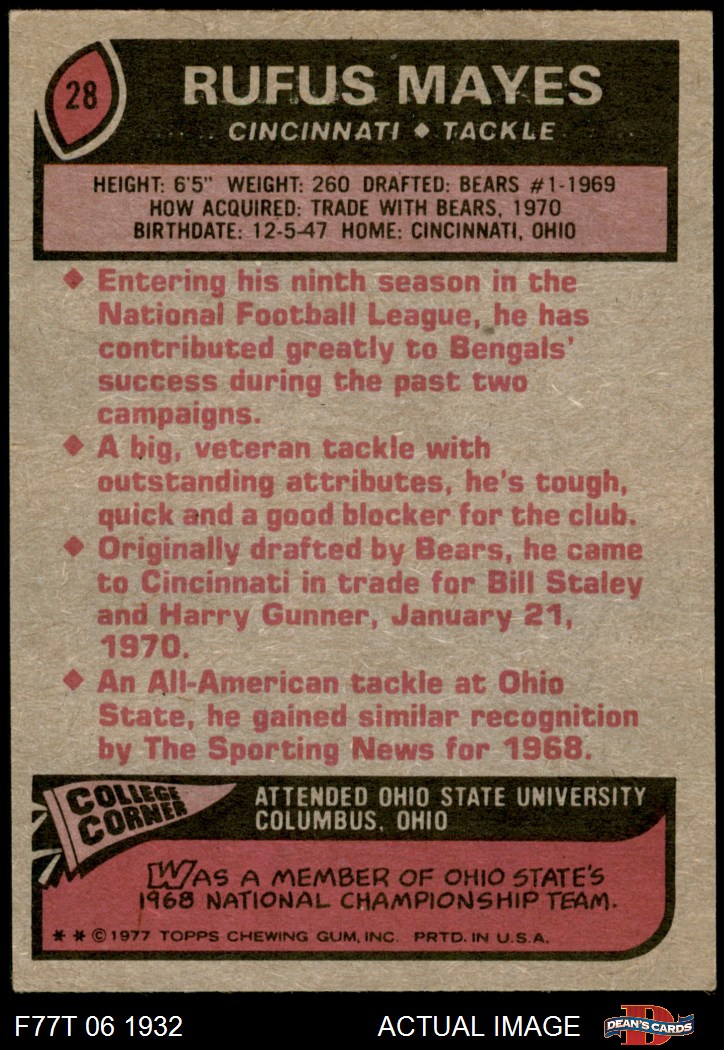 28
RUFUS MAYES
CINCINNATI ◆ TACKLE
HEIGHT: 6'5" WEIGHT: 260 DRAFTED: BEARS #1-1969
HOW ACQUIRED: TRADE WITH BEARS, 1970
BIRTHDATE: 12-5-47 HOME: CINCINNATI, OHIO
◆ Entering his ninth season in the
National Football League, he has
contributed greatly to Bengals'
success during the past two
campaigns.
◆ A big, veteran tackle with
outstanding attributes, he's tough,
quick and a good blocker for the club.
◆ Originally drafted by Bears, he came
to Cincinnati in trade for Bill Staley
and Harry Gunner, January 21,
1970.
◆ An All-American tackle at Ohio
State, he gained similar recognition
by The Sporting News for 1968.
COLLEGE
CORNER
ATTENDED OHIO STATE UNIVERSITY
COLUMBUS, OHIO
WAS A MEMBER OF OHIO STATE'S
1968 NATIONAL CHAMPIONSHIP TEAM.
* * © 1977 TOPPS CHEWING GUM, INC. PRTD. IN U.S.A.
F77T 06 1932
ACTUAL IMAGE
D
DEAN'S CARDS